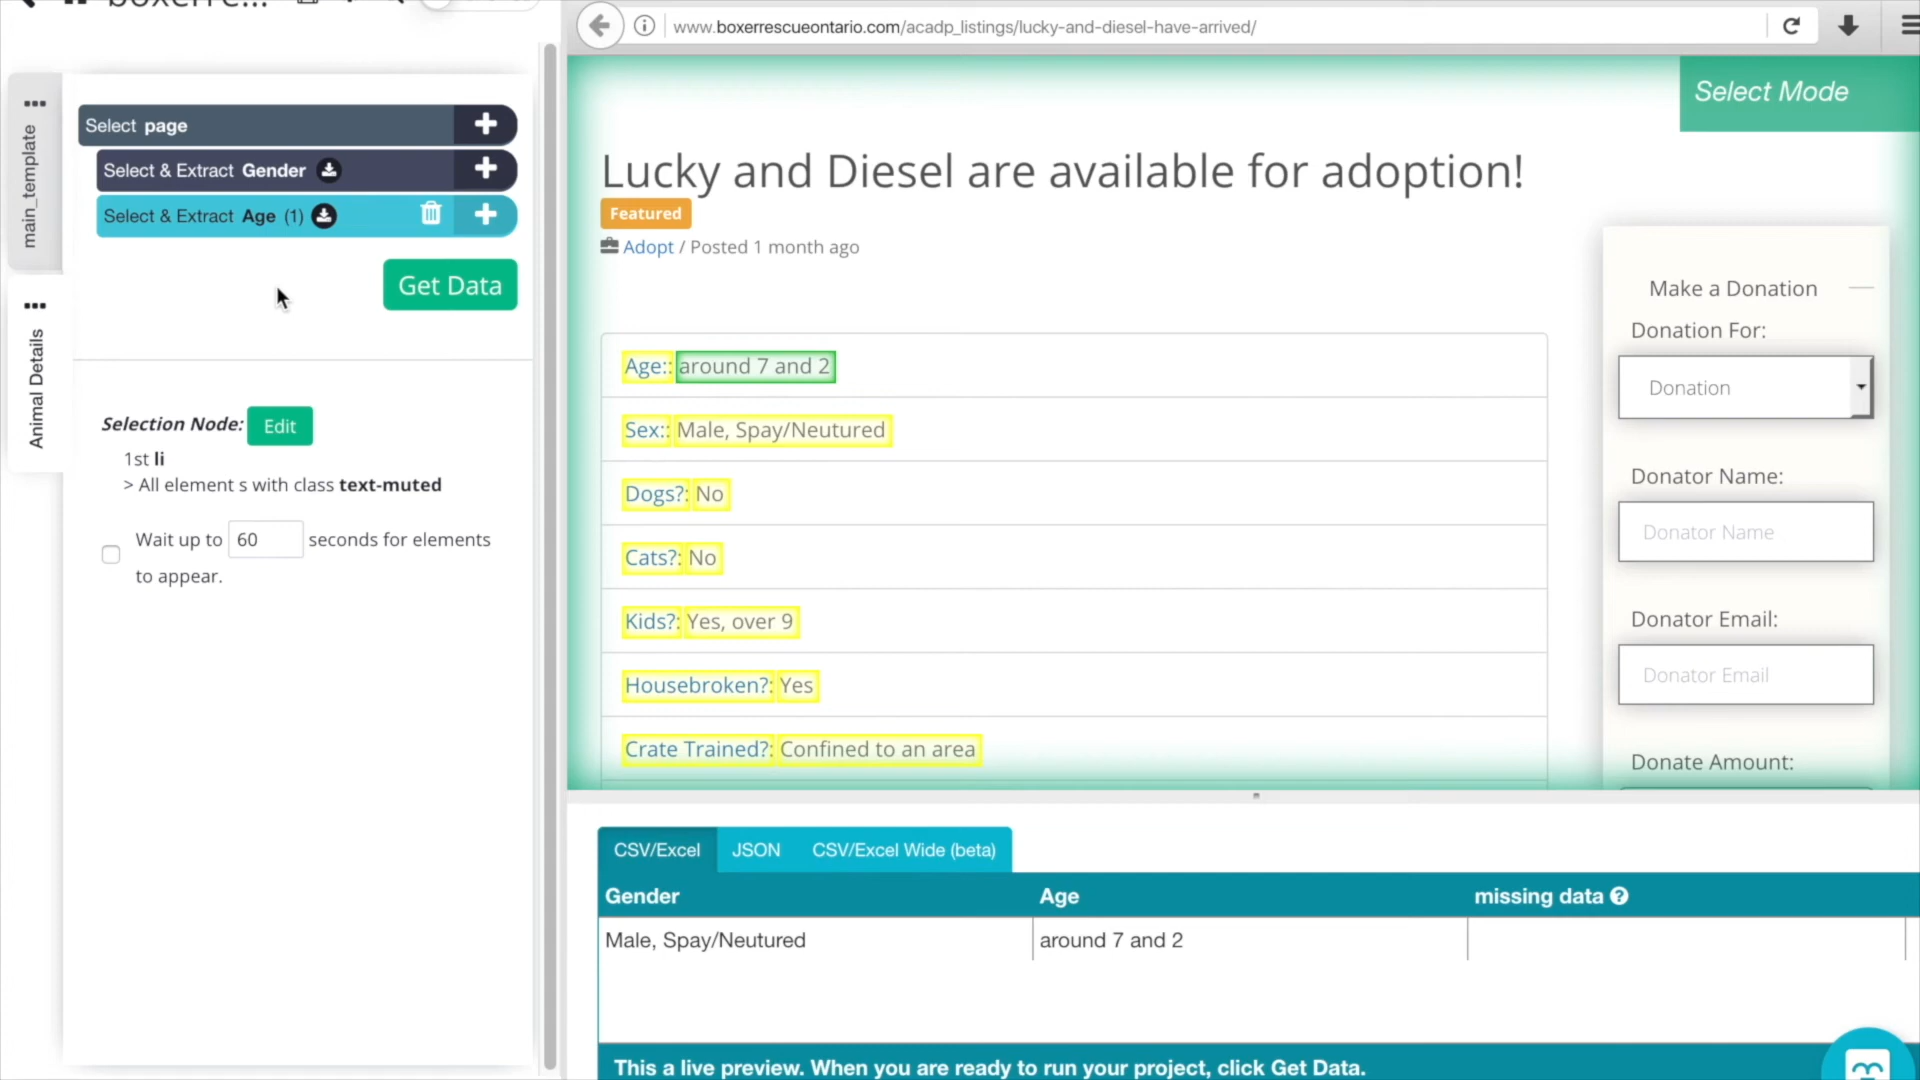 www.boxerrescueontario.com/acadp_listings/lucky-and-diesel-have-arrived/
main_template
Animal Details
Select page
Select & Extract Gender
Select & Extract Age (1)
Get Data
Selection Node: Edit
1st li
> All element s with class text-muted
Wait up to 60 seconds for elements
to appear.
Select Mode
Lucky and Diesel are available for adoption!
Featured
Adopt / Posted 1 month ago
Age:: around 7 and 2
Sex:: Male, Spay/Neutured
Dogs?: No
Cats?: No
Kids?: Yes, over 9
Housebroken?: Yes
Crate Trained?: Confined to an area
Make a Donation
Donation For:
Donation
Donator Name:
Donator Name
Donator Email:
Donator Email
Donate Amount:
CSV/Excel JSON CSV/Excel Wide (beta)
Gender Age missing data
Male, Spay/Neutured around 7 and 2
This a live preview. When you are ready to run your project, click Get Data.